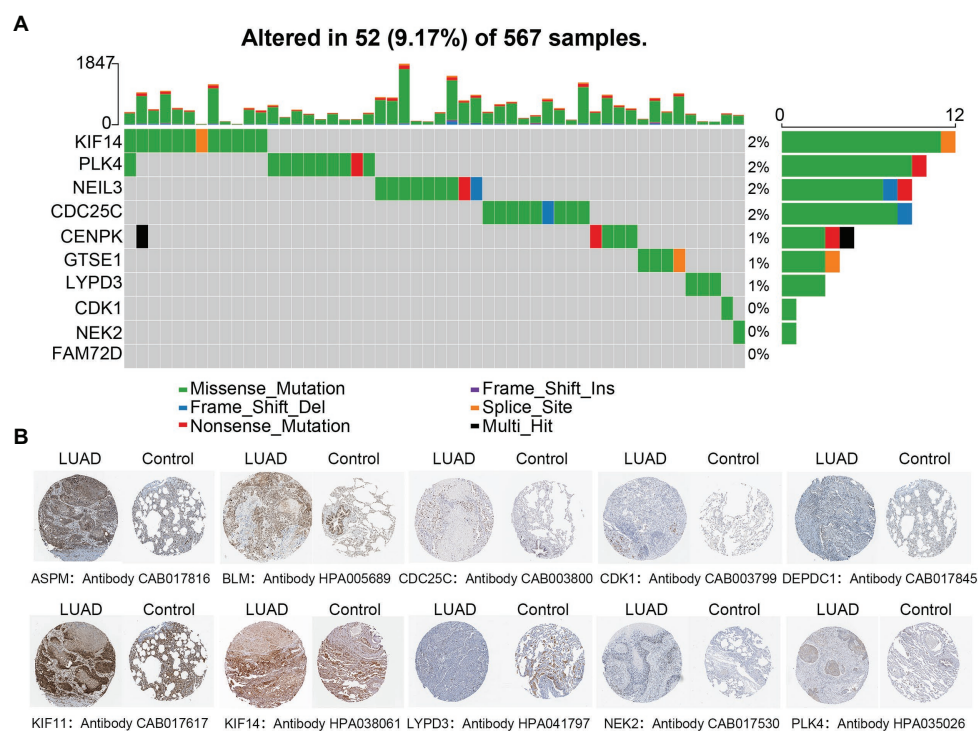 A
Altered in 52 (9.17%) of 567 samples.
1847
0
0 12
KIF14 2%
PLK4 2%
NEIL3 2%
CDC25C 2%
CENPK 1%
GTSE1 1%
LYPD3 1%
CDK1 0%
NEK2 0%
FAM72D 0%
Missense_Mutation Frame_Shift_Ins
Frame_Shift_Del Splice_Site
Nonsense_Mutation Multi_Hit
B
LUAD Control LUAD Control LUAD Control LUAD Control LUAD Control
ASPM: Antibody CAB017816 BLM: Antibody HPA005689 CDC25C: Antibody CAB003800 CDK1: Antibody CAB003799 DEPDC1: Antibody CAB017845
LUAD Control LUAD Control LUAD Control LUAD Control LUAD Control
KIF11: Antibody CAB017617 KIF14: Antibody HPA038061 LYPD3: Antibody HPA041797 NEK2: Antibody CAB017530 PLK4: Antibody HPA035026